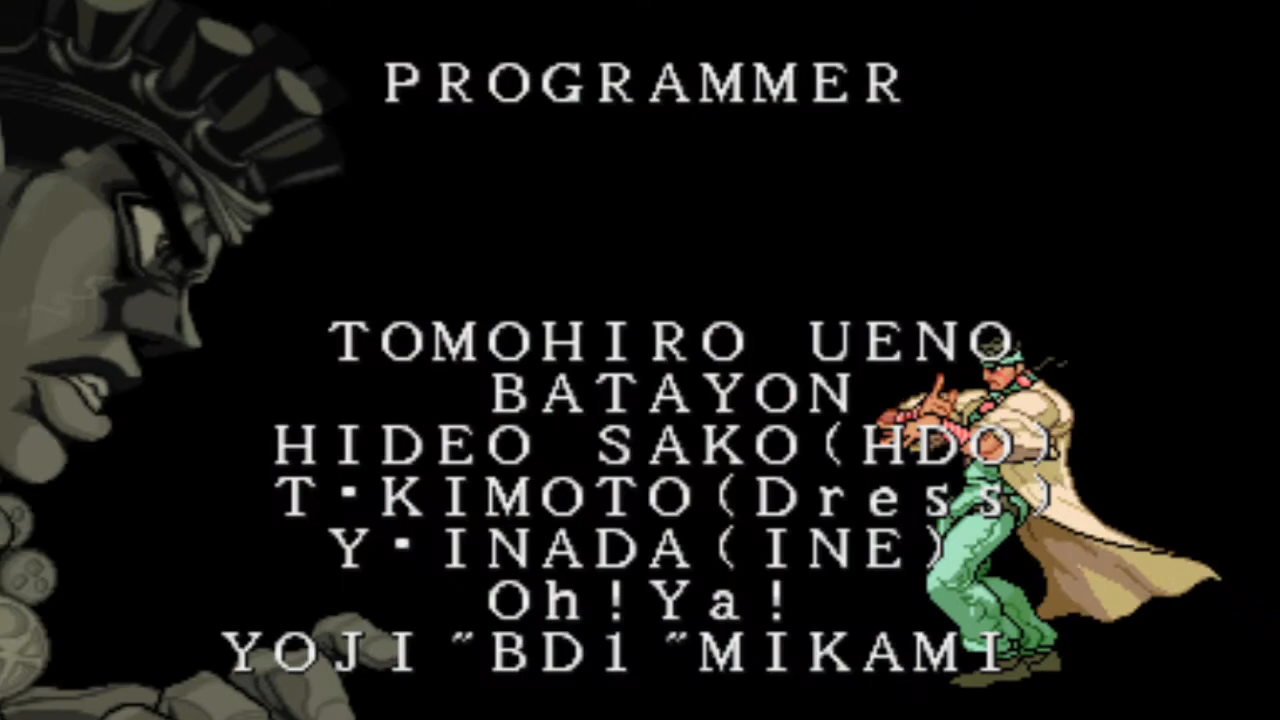 PROGRAMMER
TOMOHIRO UENO
BATAYON
HIDEO SAKO(HDO)
T·KIMOTO(Dress)
Y·INADA(INE)
Oh!Ya!
YOJI "BD1 "MIKAMI